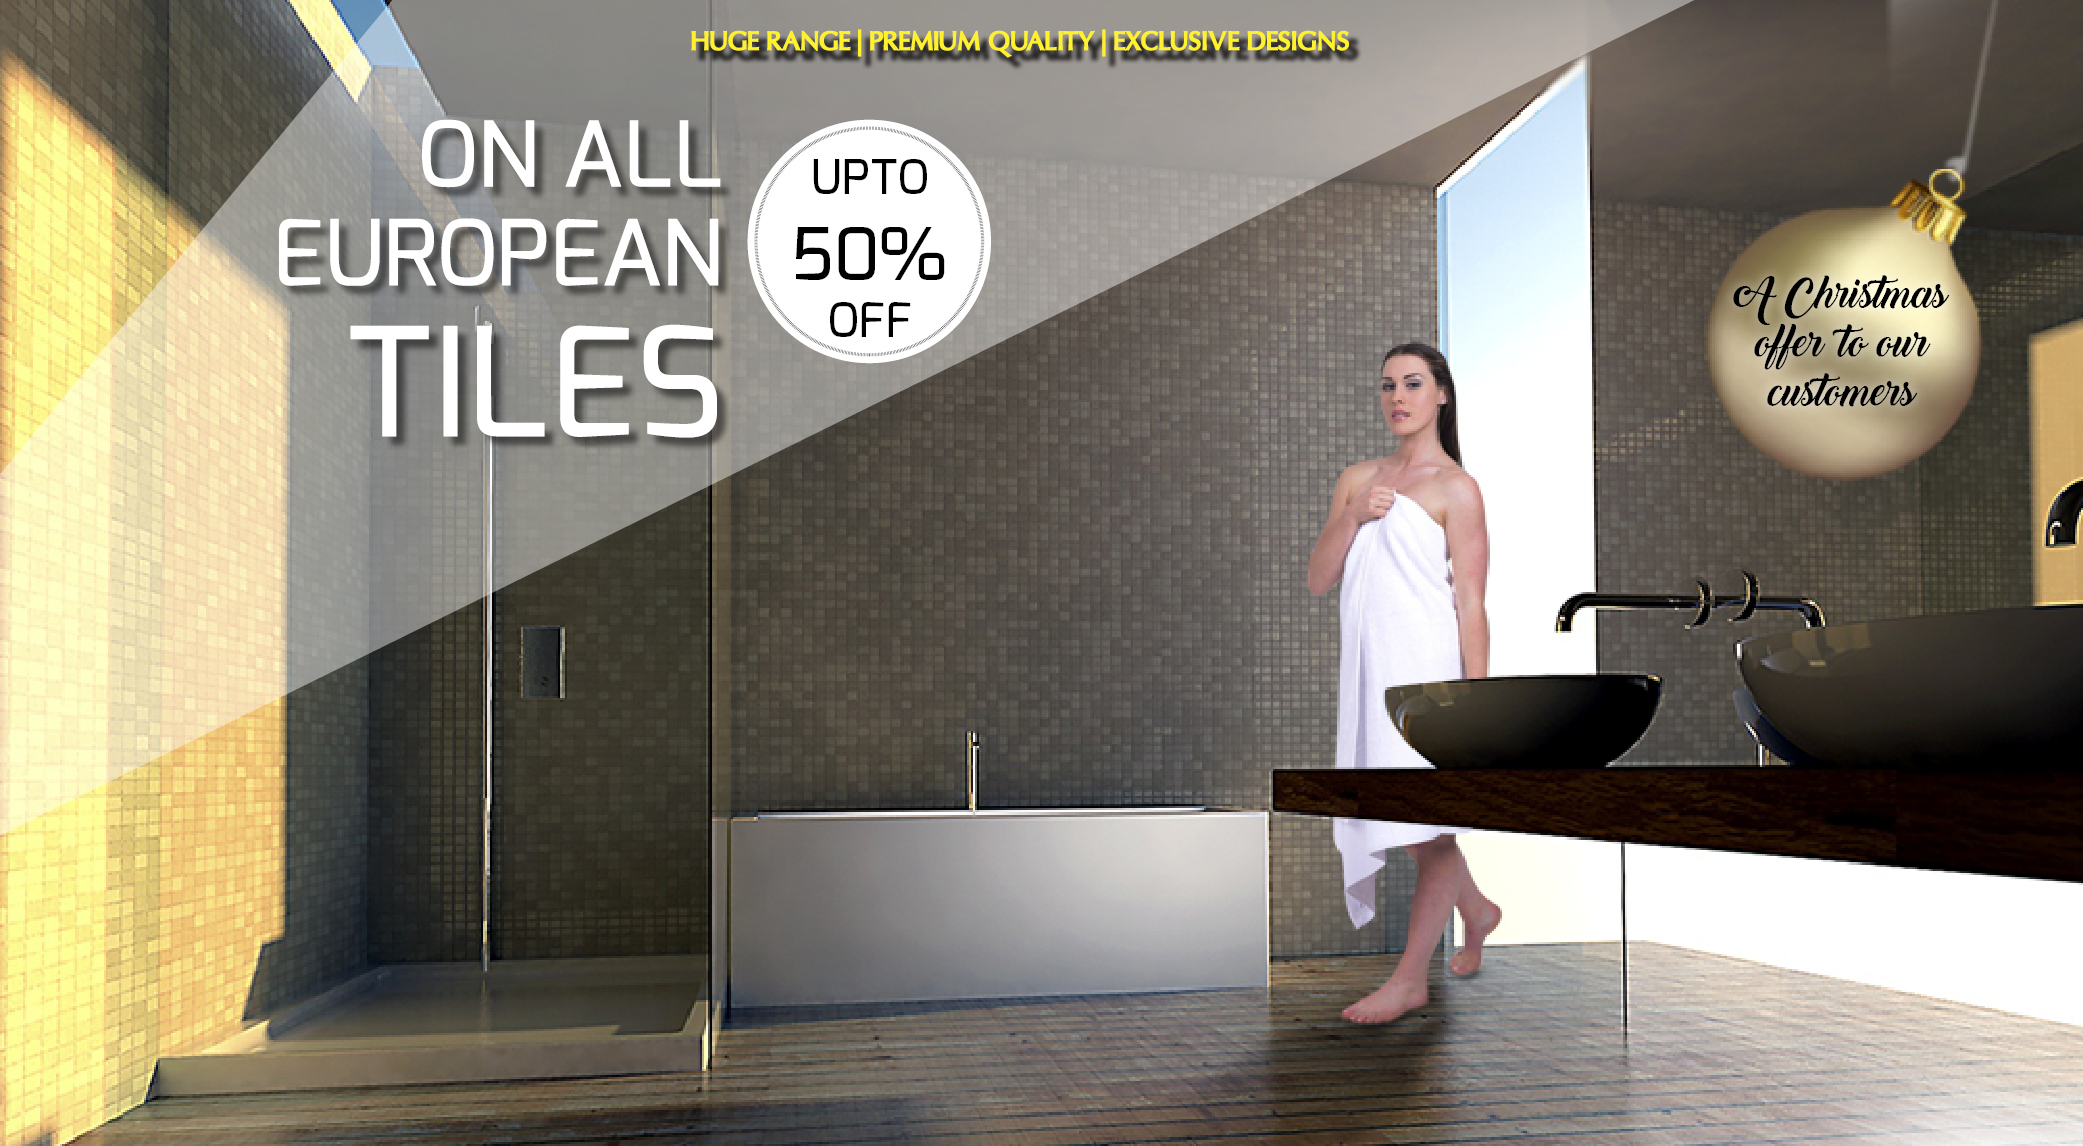 HUGE RANGE | PREMIUM QUALITY | EXCLUSIVE DESIGNS
ON ALL
EUROPEAN
TILES
UPTO
50%
OFF
A Christmas
offer to our
customers